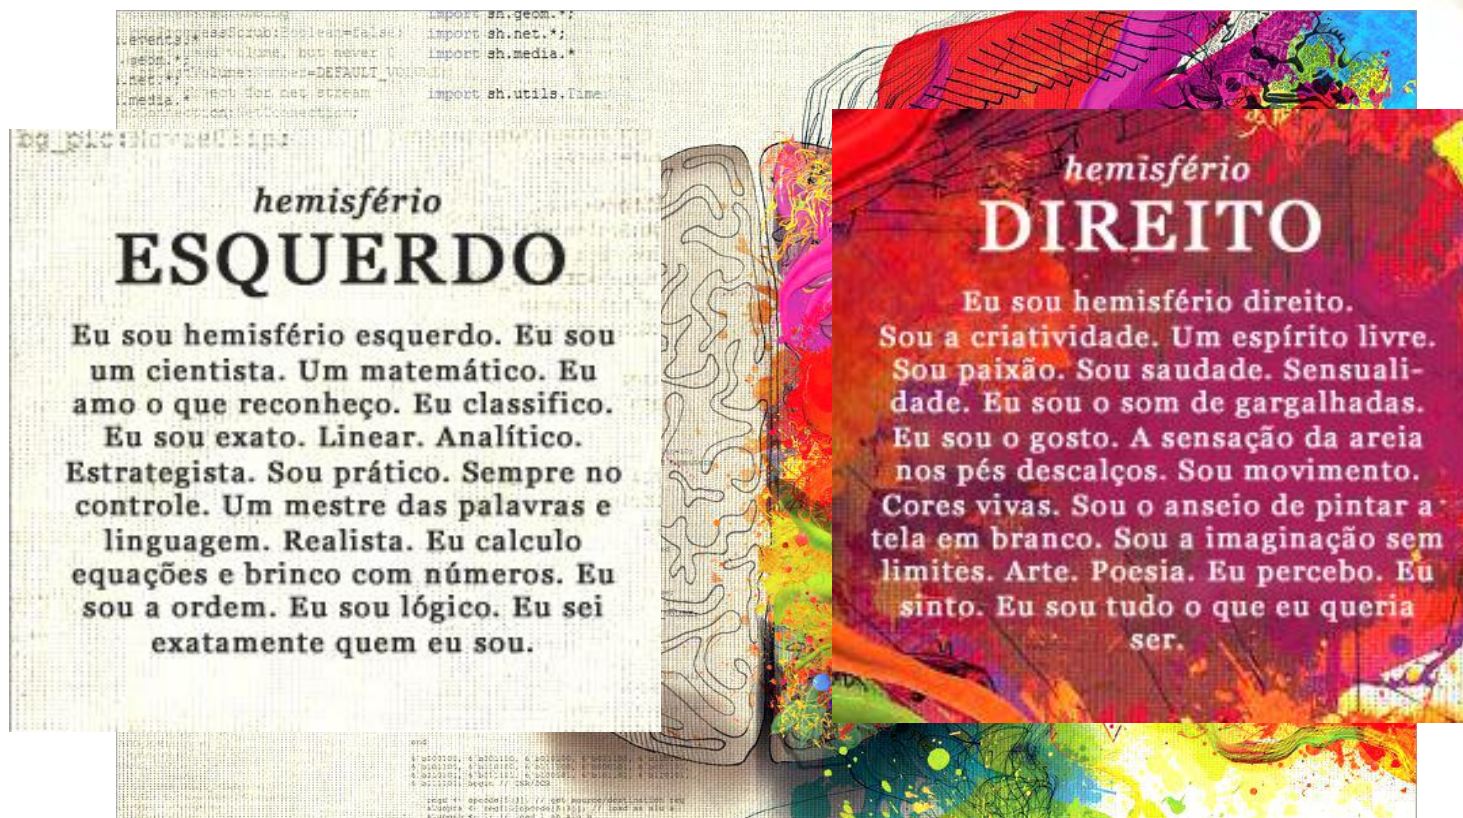 import sh.geom.*;
import sh.net.*;
import sh.media.*
import sh.utils.Time
hemisfério
ESQUERDO
Eu sou hemisfério esquerdo. Eu sou
um cientista. Um matemático. Eu
amo o que reconheço. Eu classifico.
Eu sou exato. Linear. Analítico.
Estrategista. Sou prático. Sempre no
controle. Um mestre das palavras e
linguagem. Realista. Eu calculo
equações e brinco com números. Eu
sou a ordem. Eu sou lógico. Eu sei
exatamente quem eu sou.
hemisfério
DIREITO
Eu sou hemisfério direito.
Sou a criatividade. Um espírito livre.
Sou paixão. Sou saudade. Sensuali-
dade. Eu sou o som de gargalhadas.
Eu sou o gosto. A sensação da areia
nos pés descalços. Sou movimento.
Cores vivas. Sou o anseio de pintar a
tela em branco. Sou a imaginação sem
limites. Arte. Poesia. Eu percebo. Eu
sinto. Eu sou tudo o que eu queria
ser.